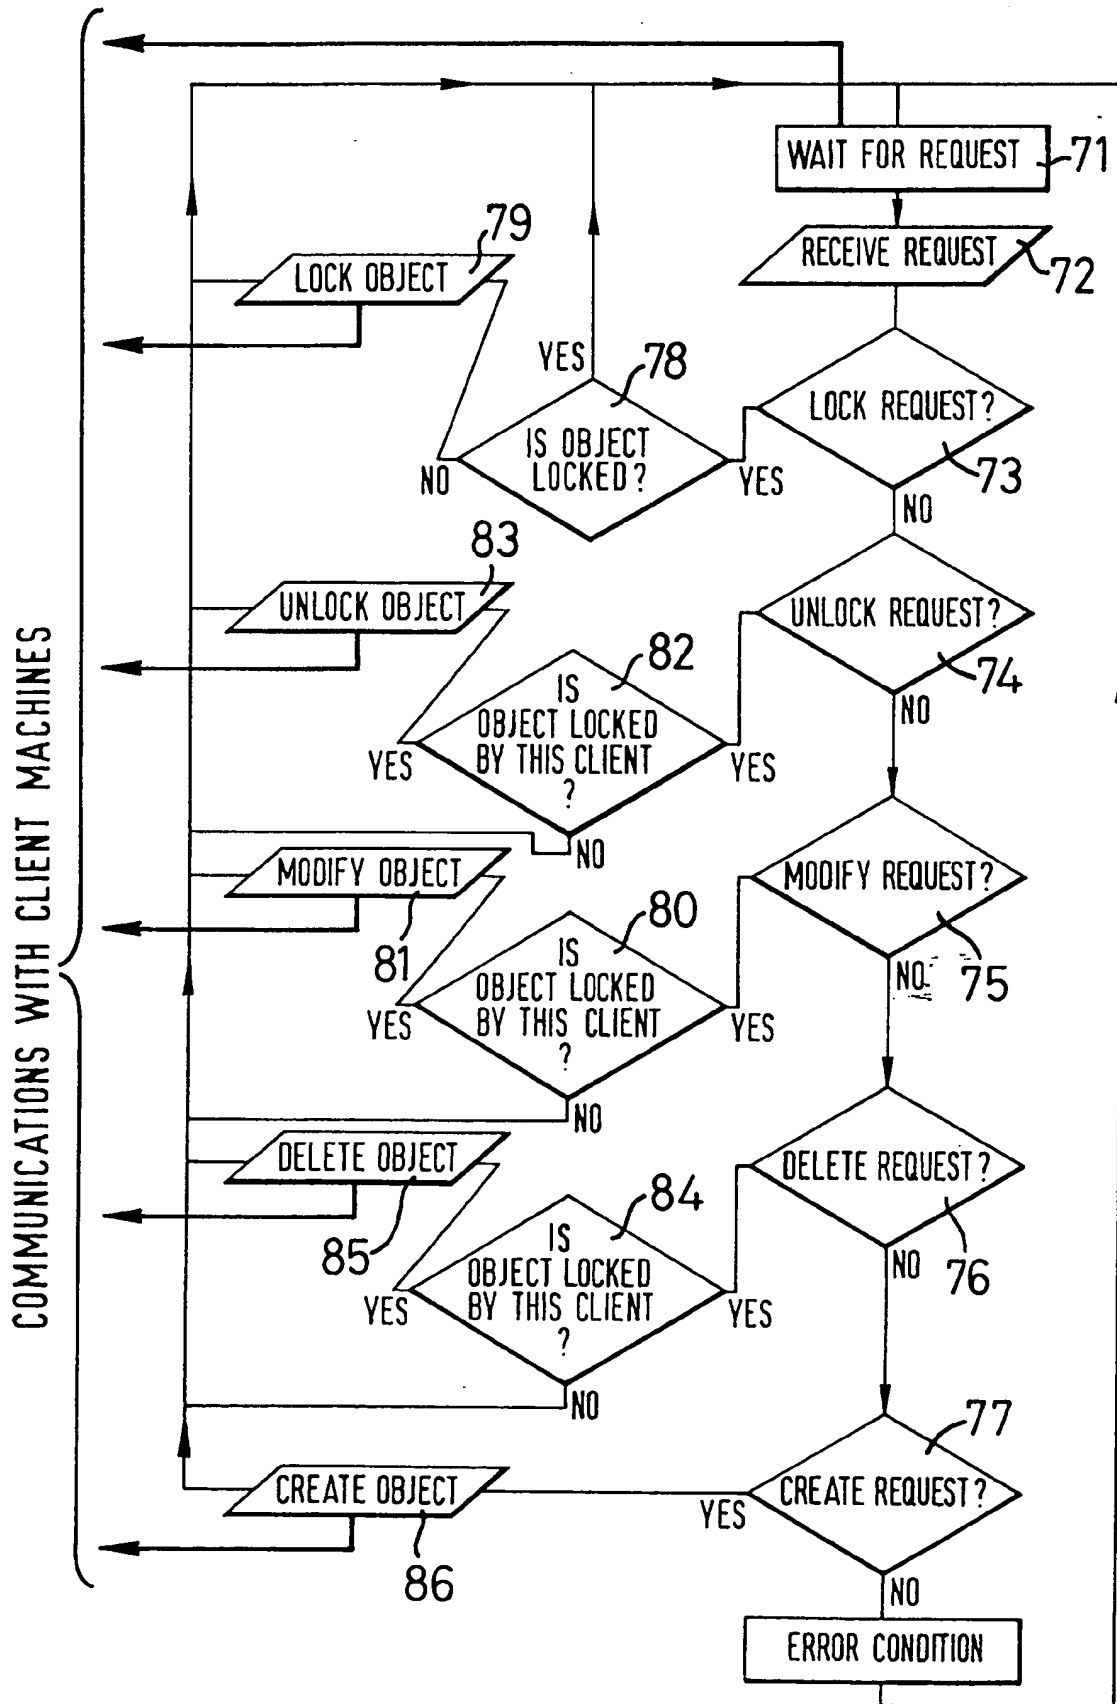 WAIT FOR REQUEST
71
RECEIVE REQUEST
72
79
LOCK OBJECT
YES
78
LOCK REQUEST?
73
IS OBJECT
LOCKED?
NO
YES
NO
83
UNLOCK OBJECT
UNLOCK REQUEST?
74
82
IS
OBJECT LOCKED
BY THIS CLIENT
?
YES
YES
NO
NO
MODIFY OBJECT
81
MODIFY REQUEST?
75
80
IS
OBJECT LOCKED
BY THIS CLIENT
?
YES
YES
NO
NO
DELETE OBJECT
85
DELETE REQUEST?
76
84
IS
OBJECT LOCKED
BY THIS CLIENT
?
YES
YES
NO
NO
77
CREATE OBJECT
86
CREATE REQUEST?
YES
NO
ERROR CONDITION
COMMUNICATIONS WITH CLIENT MACHINES